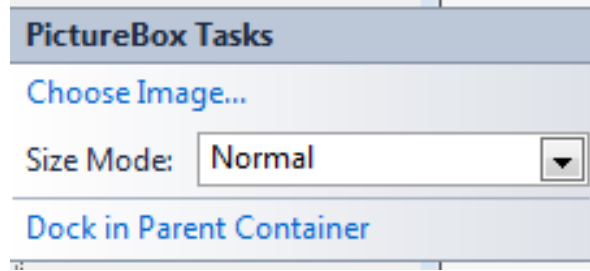 PictureBox Tasks
Choose Image...
Size Mode: Normal
Dock in Parent Container